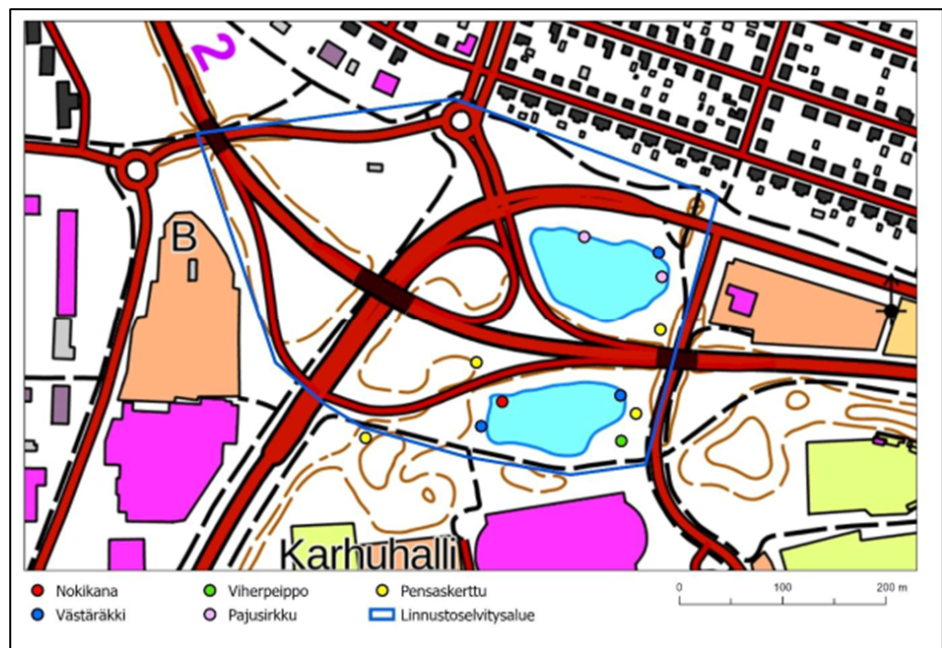 2
B
Karhuhalli
Nokikana
Viherpeippo
Pensaskerttu
0 100 200 m
Västäräkki
Pajusirkku
Linnustoselvitysalue